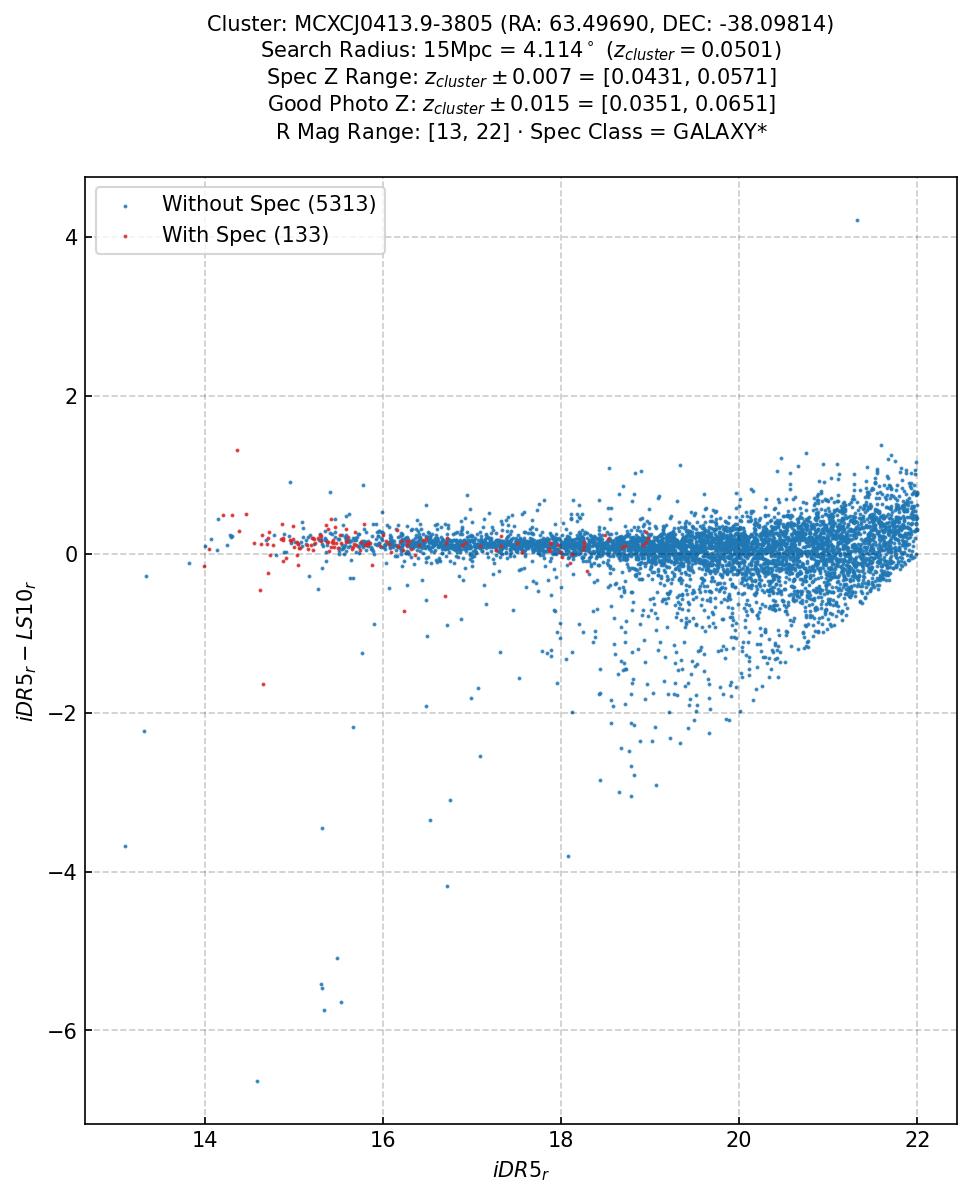 Cluster: MCXCJ0413.9-3805 (RA: 63.49690, DEC: -38.09814)
Search Radius: 15Mpc = 4.114° (z_cluster = 0.0501)
Spec Z Range: z_cluster ± 0.007 = [0.0431, 0.0571]
Good Photo Z: z_cluster ± 0.015 = [0.0351, 0.0651]
R Mag Range: [13, 22] · Spec Class = GALAXY*
Without Spec (5313)
With Spec (133)
4
2
0
−2
−4
−6
iDR5_r − LS10_r
14 16 18 20 22
iDR5_r